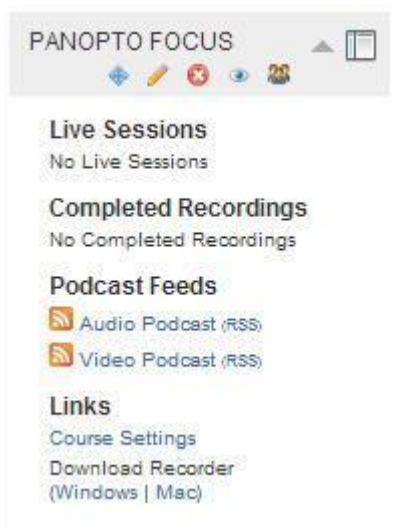 PANOPTO FOCUS
Live Sessions
No Live Sessions
Completed Recordings
No Completed Recordings
Podcast Feeds
Audio Podcast (RSS)
Video Podcast (RSS)
Links
Course Settings
Download Recorder
(Windows | Mac)